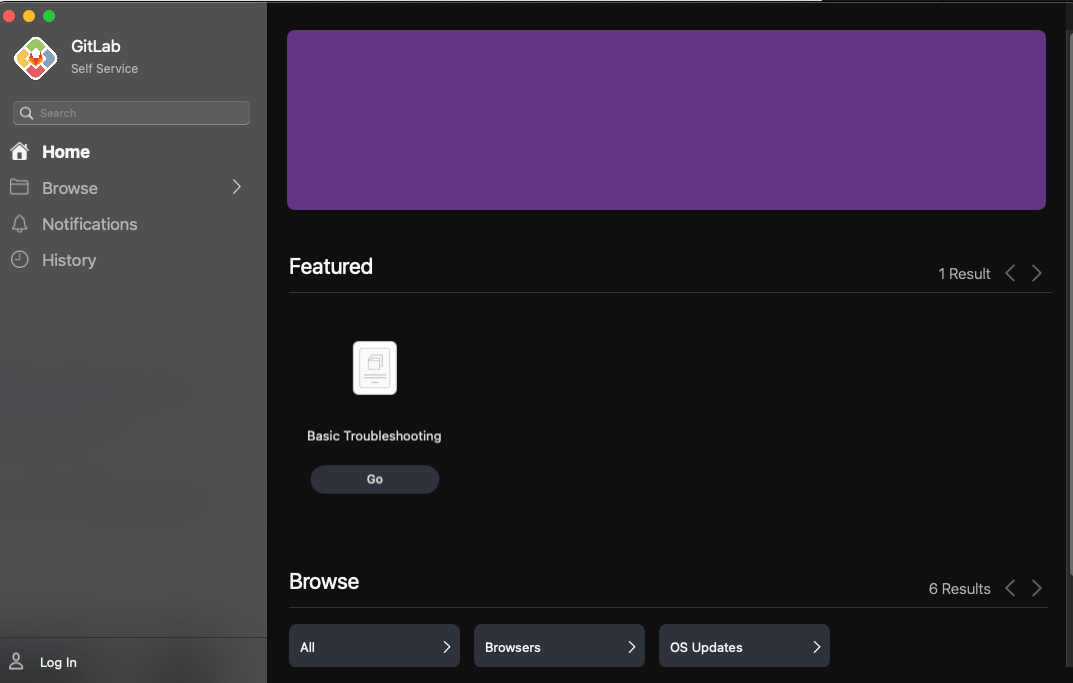 GitLab
Self Service
Search
Home
Browse
Notifications
History
Log In
Featured
1 Result
Basic Troubleshooting
Go
Browse
6 Results
All
Browsers
OS Updates